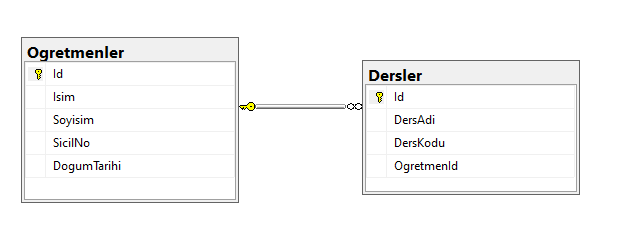 Ogretmenler
Id
Isim
Soyisim
SicilNo
DogumTarihi
Dersler
Id
DersAdi
DersKodu
OgretmenId